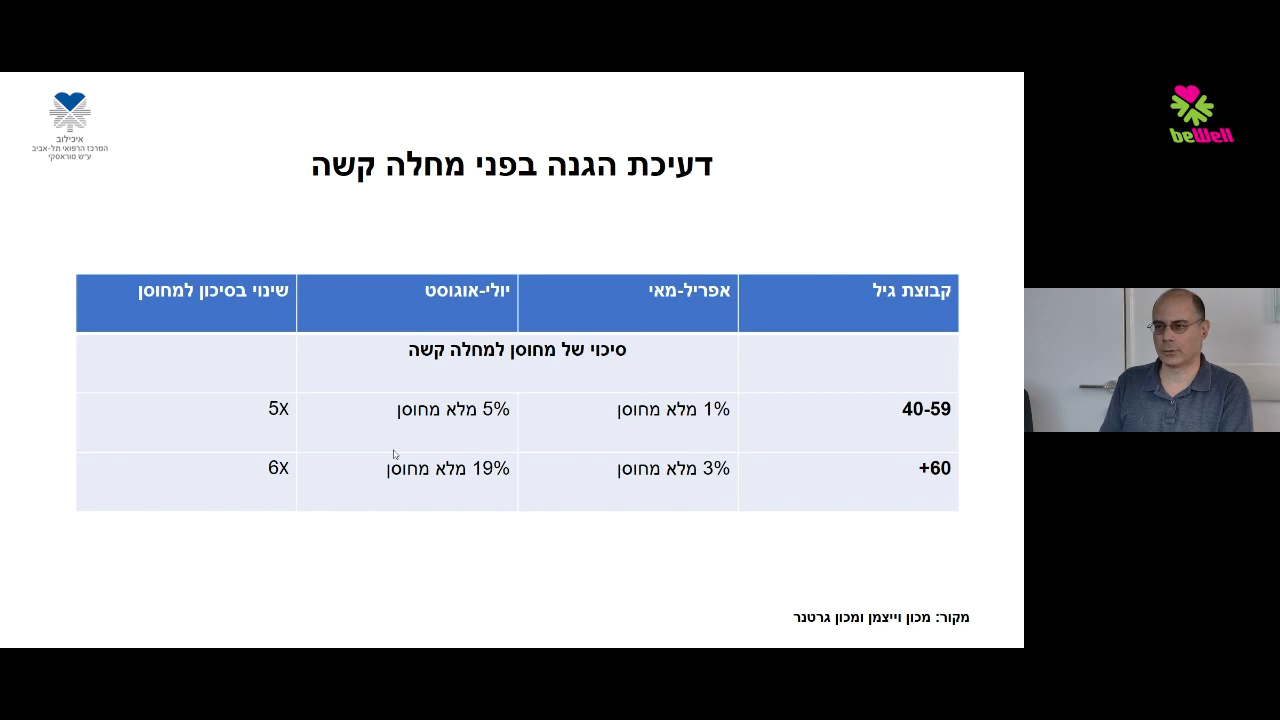 איכילוב
המרכז הרפואי תל-אביב
ע״ש סוראסקי
beWell
דעיכת הגנה בפני מחלה קשה
קבוצת גיל אפריל-מאי יולי-אוגוסט שינוי בסיכון למחוסן
סיכוי של מחוסן למחלה קשה
40-59 1% מלא מחוסן 5% מלא מחוסן 5x
60+ 3% מלא מחוסן 19% מלא מחוסן 6x
מקור: מכון וייצמן ומכון גרטנר